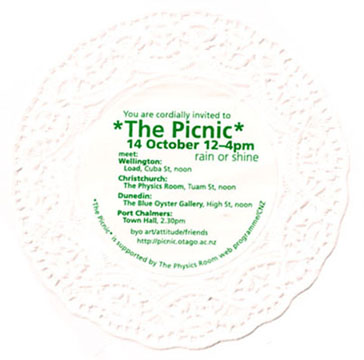 You are cordially invited to
*The Picnic*
14 October 12–4pm
rain or shine
meet:
Wellington:
Load, Cuba St, noon
Christchurch:
The Physics Room, Tuam St, noon
Dunedin:
The Blue Oyster Gallery, High St, noon
Port Chalmers:
Town Hall, 2.30pm
byo art/attitude/friends
http://picnic.otago.ac.nz
*The Picnic* is supported by The Physics Room web programme/CNZ